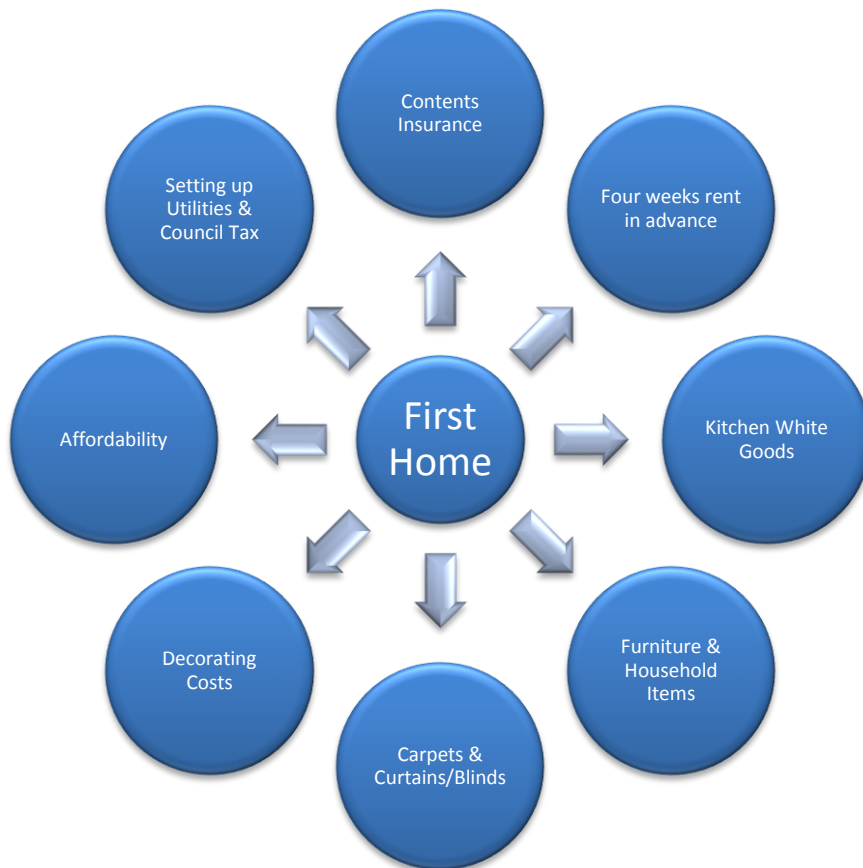 Contents
Insurance
Four weeks rent
in advance
Kitchen White
Goods
Furniture &
Household
Items
Carpets &
Curtains/Blinds
Decorating
Costs
Affordability
Setting up
Utilities &
Council Tax
First
Home